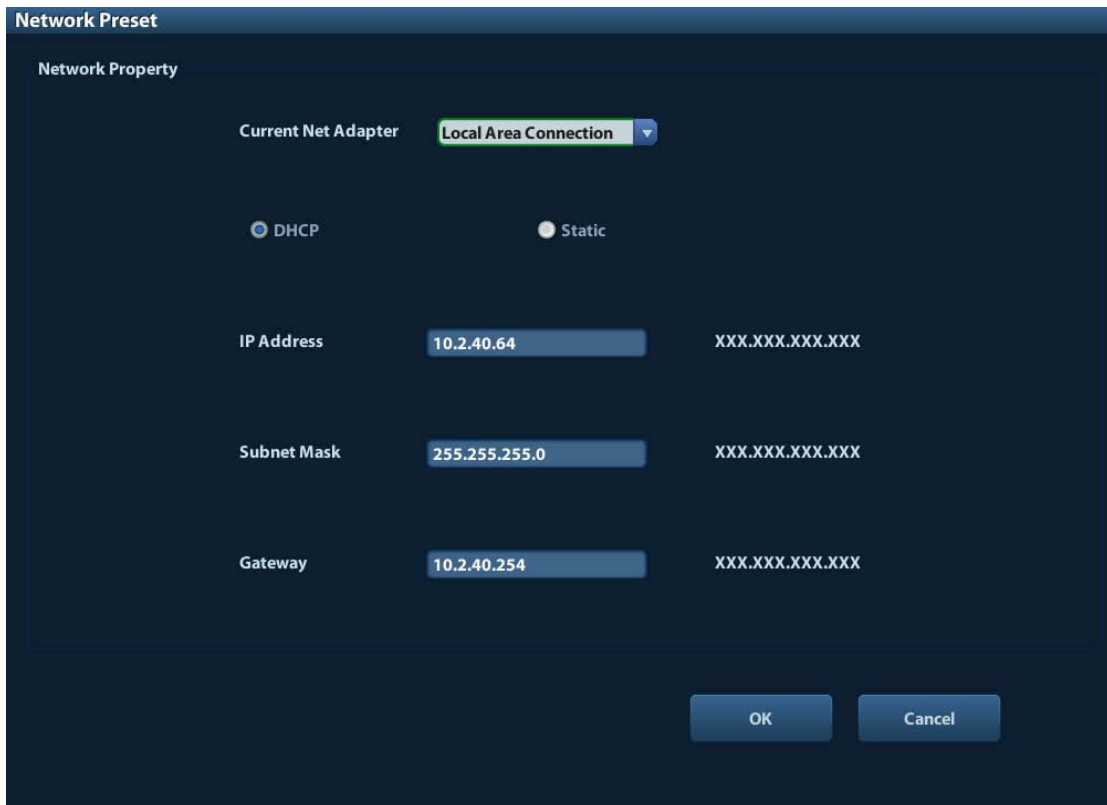 Network Preset
Network Property
Current Net Adapter Local Area Connection
DHCP Static
IP Address 10.2.40.64 XXX.XXX.XXX.XXX
Subnet Mask 255.255.255.0 XXX.XXX.XXX.XXX
Gateway 10.2.40.254 XXX.XXX.XXX.XXX
OK Cancel